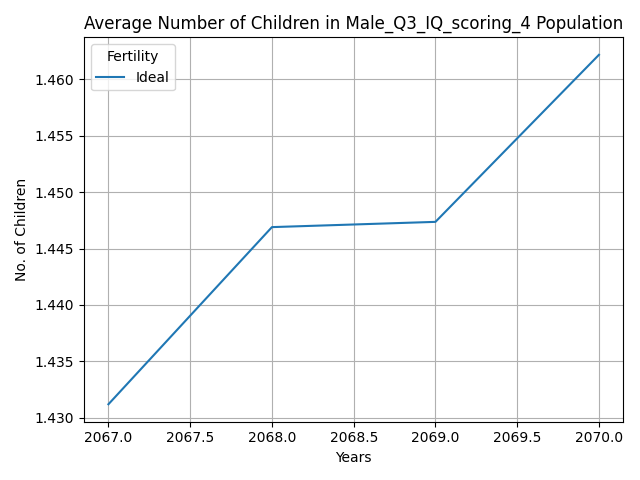 Average Number of Children in Male_Q3_IQ_scoring_4 Population
Fertility
Ideal
No. of Children
1.460
1.455
1.450
1.445
1.440
1.435
1.430
2067.0 2067.5 2068.0 2068.5 2069.0 2069.5 2070.0
Years